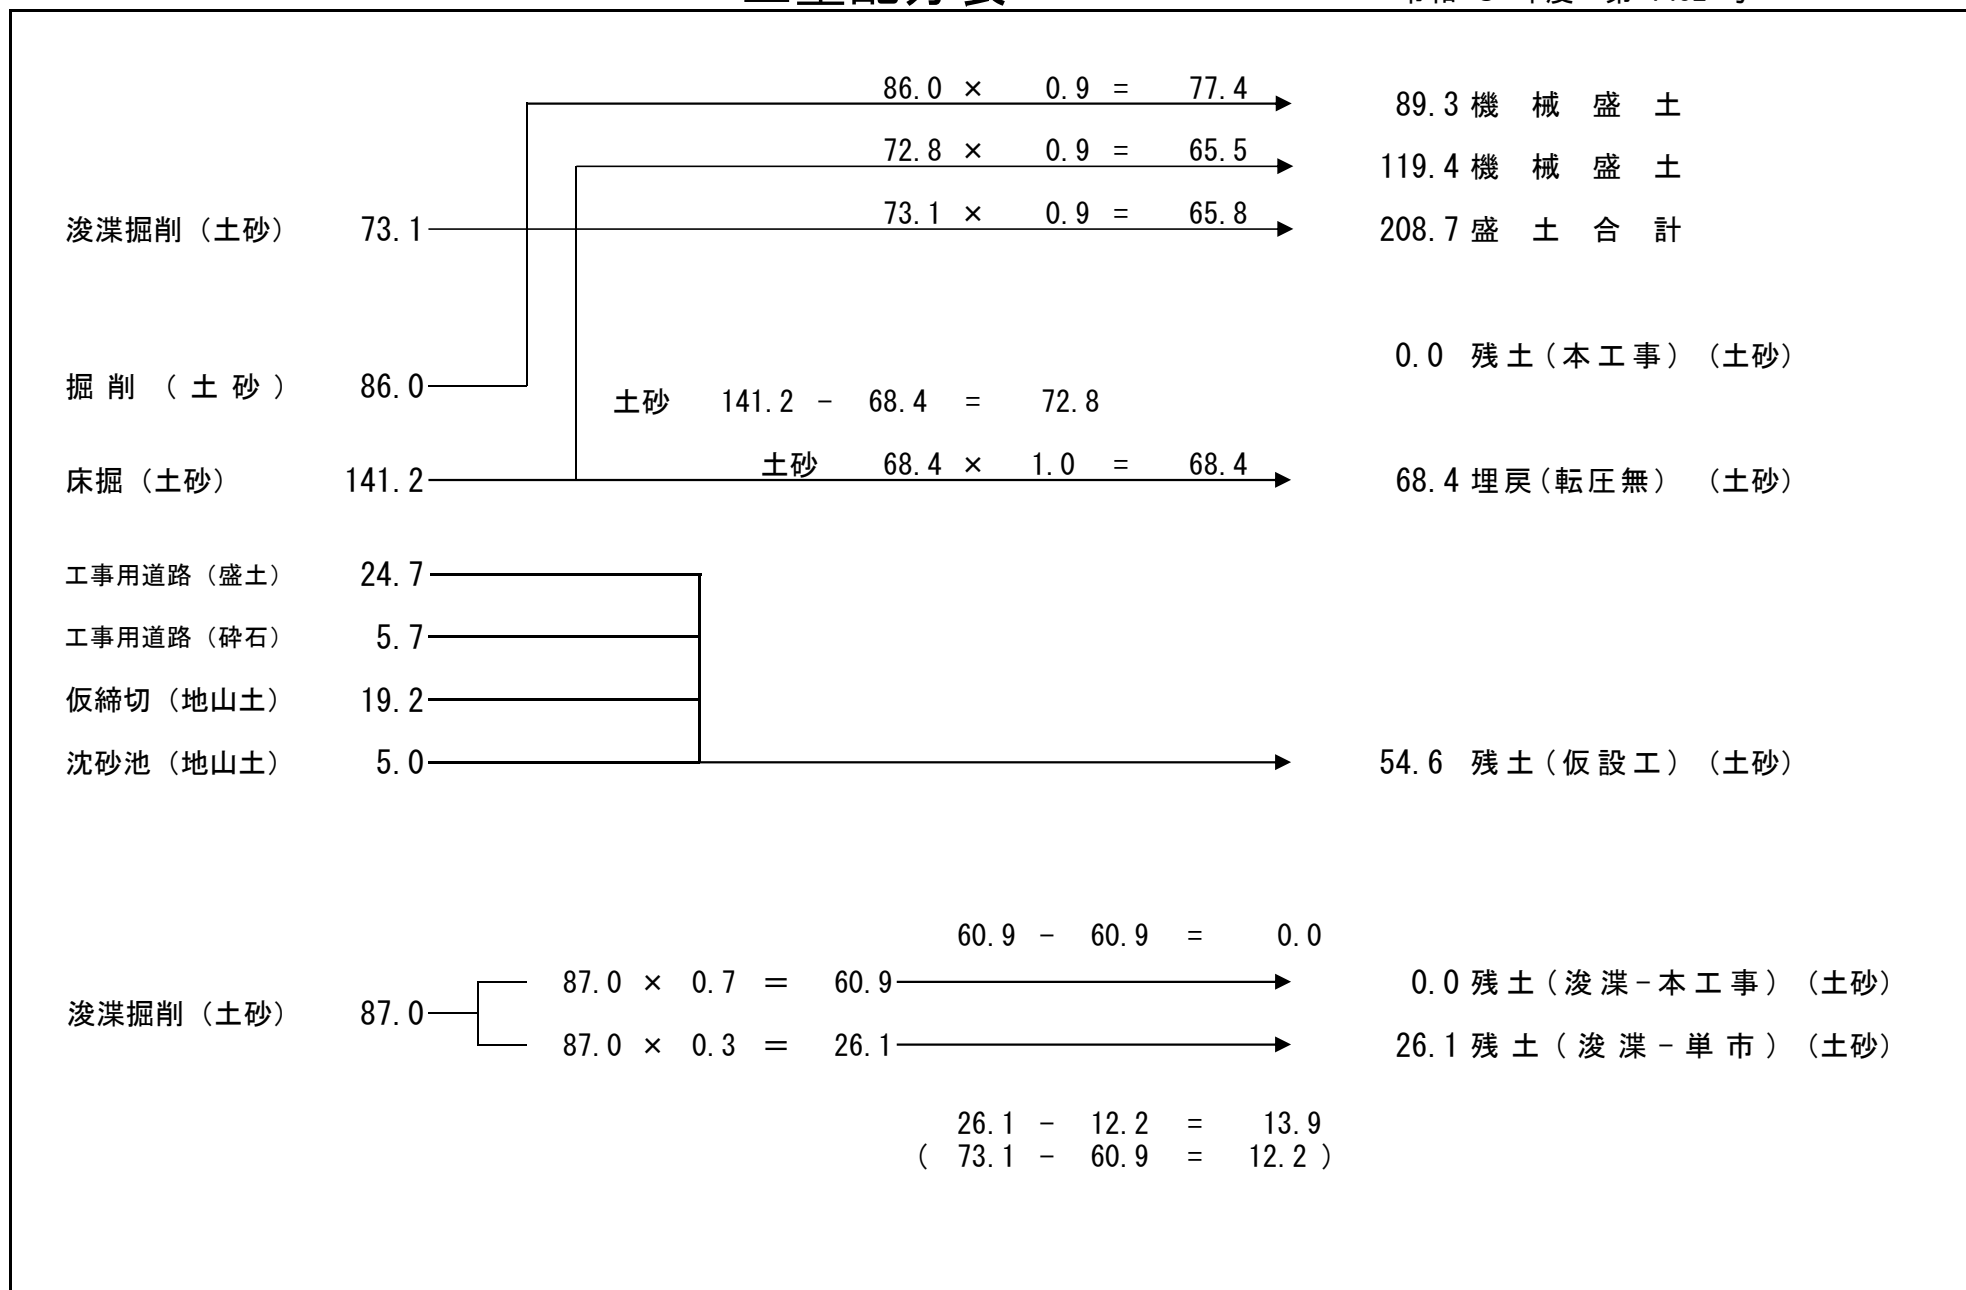 86.0 × 0.9 = 77.4
89.3 機 械 盛 土
72.8 × 0.9 = 65.5
119.4 機 械 盛 土
浚渫掘削（土砂） 73.1
73.1 × 0.9 = 65.8
208.7 盛 土 合 計
0.0 残土(本工事)（土砂）
掘削（土砂） 86.0
土砂 141.2 - 68.4 = 72.8
土砂 68.4 × 1.0 = 68.4
床掘（土砂） 141.2
68.4 埋戻(転圧無)（土砂）
工事用道路（盛土） 24.7
工事用道路（砕石） 5.7
仮締切（地山土） 19.2
沈砂池（地山土） 5.0
54.6 残土(仮設工)（土砂）
60.9 - 60.9 = 0.0
87.0 × 0.7 = 60.9
0.0 残土(浚渫-本工事)（土砂）
浚渫掘削（土砂） 87.0
87.0 × 0.3 = 26.1
26.1 残土(浚渫-単市)（土砂）
26.1 - 12.2 = 13.9
( 73.1 - 60.9 = 12.2 )